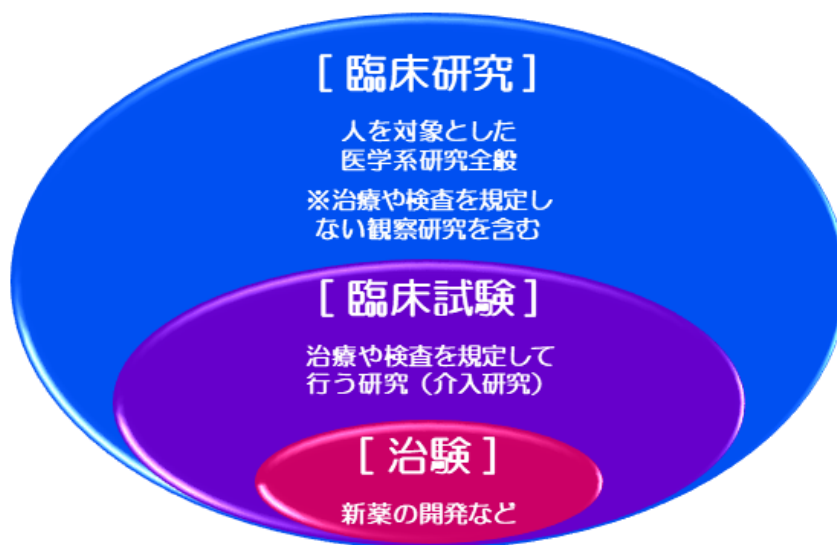 [ 臨床研究 ]
人を対象とした
医学系研究全般
※治療や検査を規定し
ない観察研究を含む
[ 臨床試験 ]
治療や検査を規定して
行う研究（介入研究）
[ 治験 ]
新薬の開発など